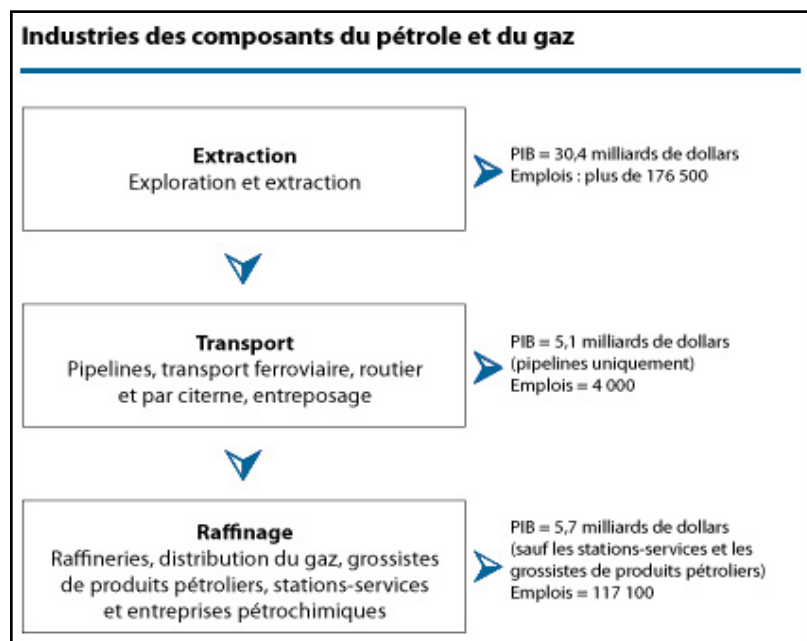 Industries des composants du pétrole et du gaz
Extraction
Exploration et extraction
PIB = 30,4 milliards de dollars
Emplois : plus de 176 500
Transport
Pipelines, transport ferroviaire, routier
et par citerne, entreposage
PIB = 5,1 milliards de dollars
(pipelines uniquement)
Emplois = 4 000
Raffinage
Raffineries, distribution du gaz, grossistes
de produits pétroliers, stations-services
et entreprises pétrochimiques
PIB = 5,7 milliards de dollars
(sauf les stations-services et les
grossistes de produits pétroliers)
Emplois = 117 100